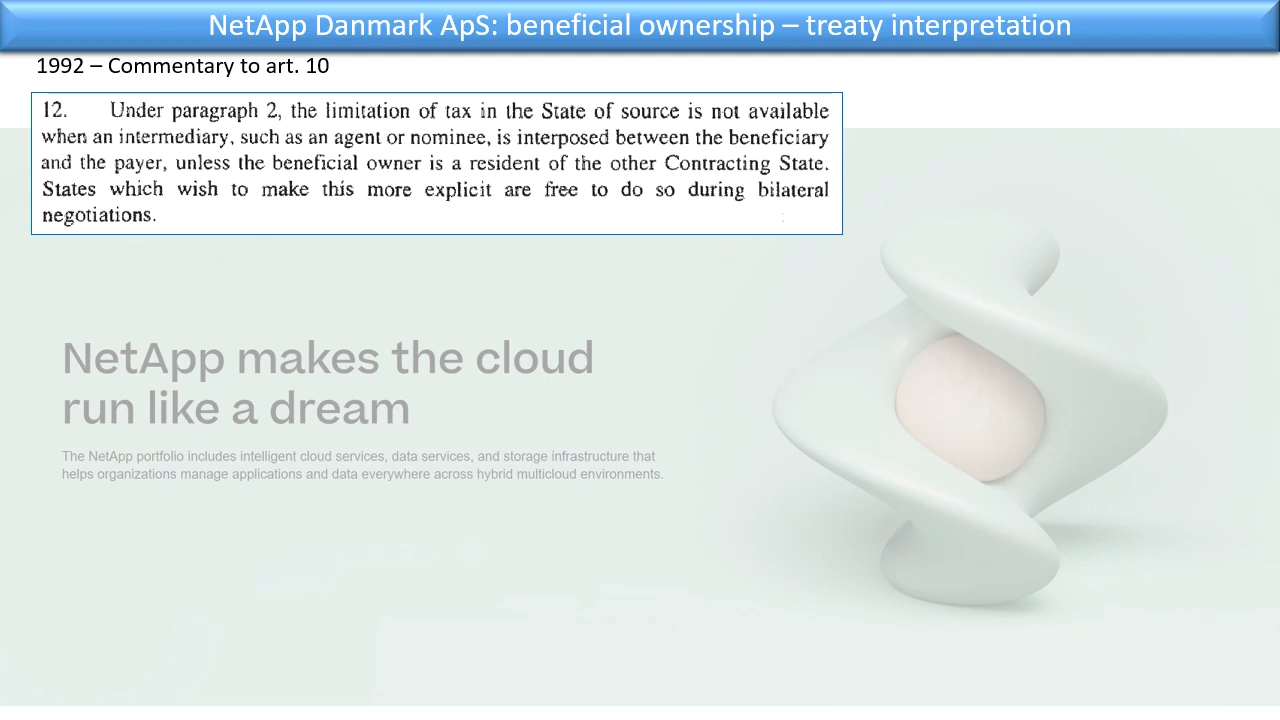 NetApp Danmark ApS: beneficial ownership – treaty interpretation
1992 – Commentary to art. 10
12. Under paragraph 2, the limitation of tax in the State of source is not available
when an intermediary, such as an agent or nominee, is interposed between the beneficiary
and the payer, unless the beneficial owner is a resident of the other Contracting State.
States which wish to make this more explicit are free to do so during bilateral
negotiations.
NetApp makes the cloud
run like a dream
The NetApp portfolio includes intelligent cloud services, data services, and storage infrastructure that
helps organizations manage applications and data everywhere across hybrid multicloud environments.